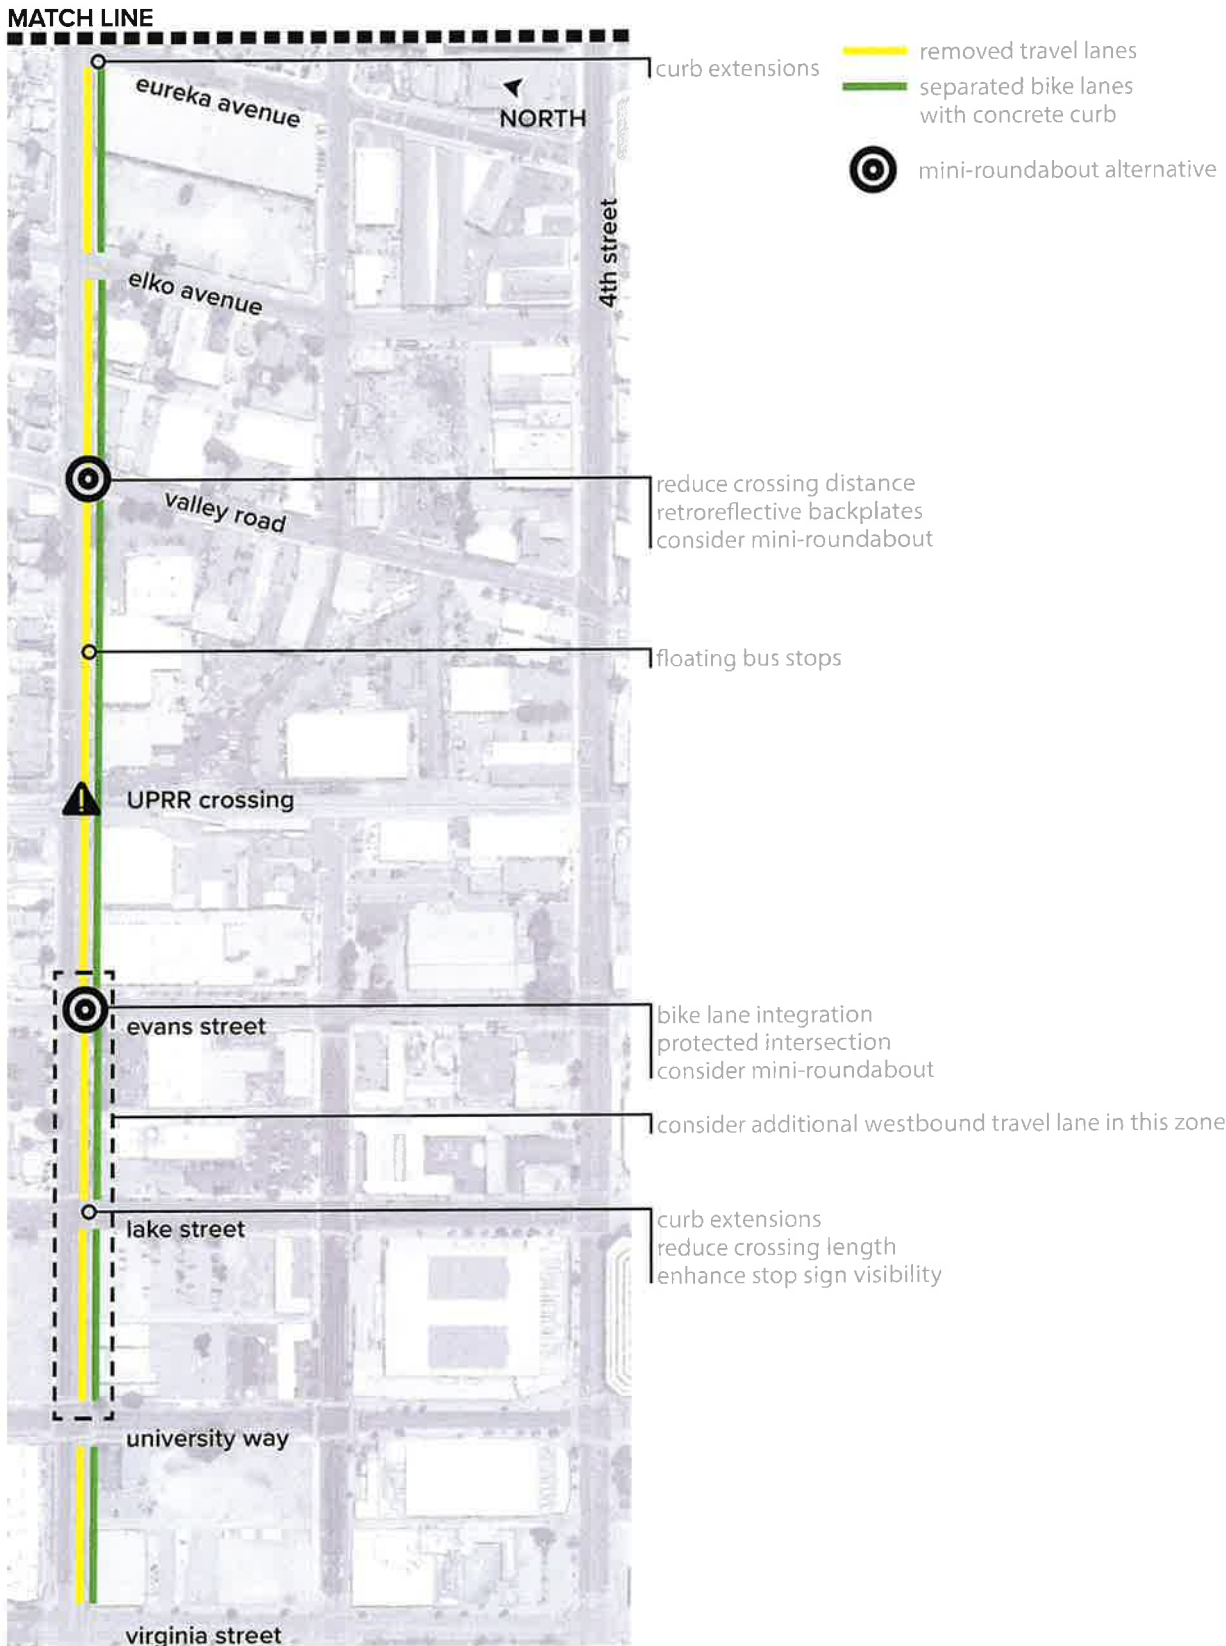 MATCH LINE
removed travel lanes
separated bike lanes
with concrete curb
mini-roundabout alternative
curb extensions
eureka avenue
NORTH
4th street
elko avenue
reduce crossing distance
retroreflective backplates
consider mini-roundabout
valley road
floating bus stops
UPRR crossing
bike lane integration
protected intersection
consider mini-roundabout
evans street
consider additional westbound travel lane in this zone
curb extensions
reduce crossing length
enhance stop sign visibility
lake street
university way
virginia street